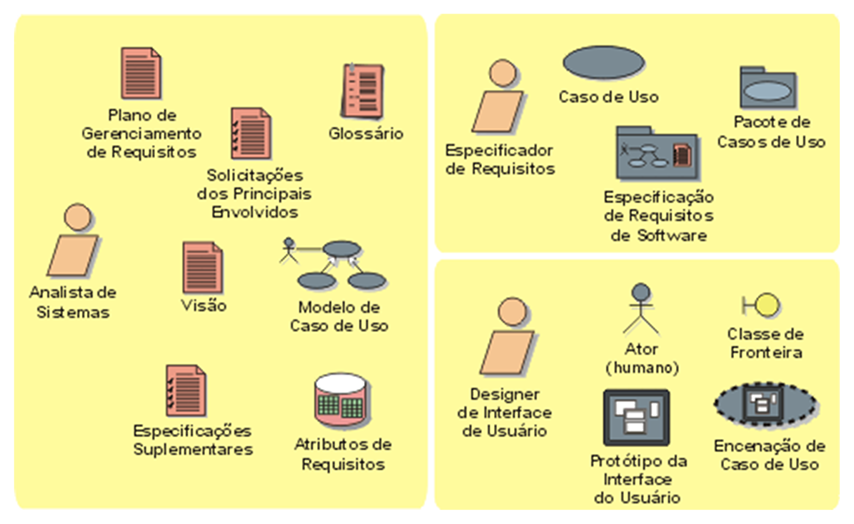 Plano de
Gerenciamento
de Requisitos
Glossário
Solicitações
dos Principais
Envolvidos
Analista de
Sistemas
Visão
Modelo de
Caso de Uso
Especificações
Suplementares
Atributos de
Requisitos
Especificador
de Requisitos
Caso de Uso
Pacote de
Casos de Uso
Especificação
de Requisitos
de Software
Designer
de Interface
de Usuário
Ator
(humano)
Classe de
Fronteira
Protótipo da
Interface
do Usuário
Encenação de
Caso de Uso